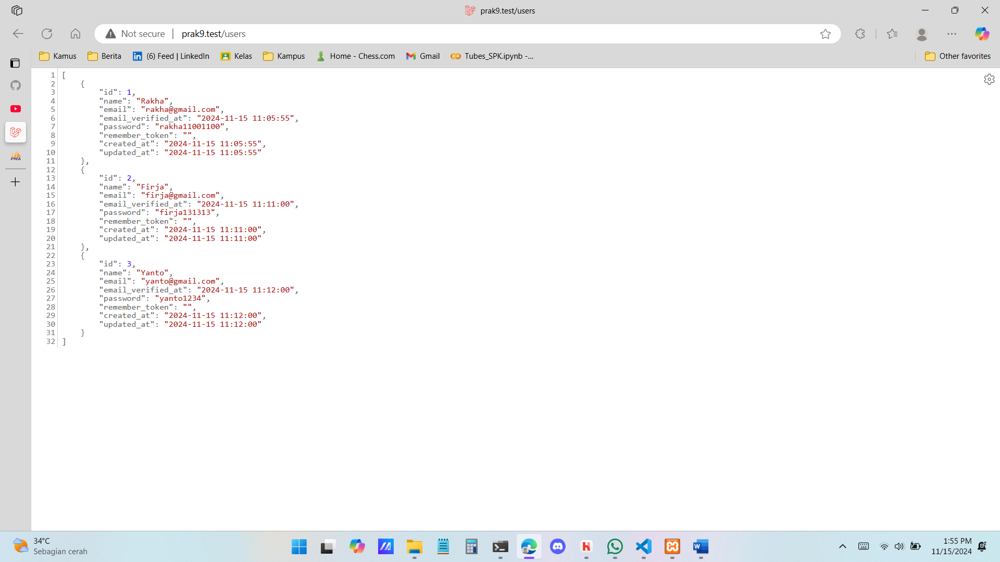 prak9.test/users
Not secure | prak9.test/users
Kamus Berita (6) Feed | LinkedIn Kelas Kampus Home - Chess.com Gmail Tubes_SPK.ipynb -... Other favorites
1 [
2 {
3 "id": 1,
4 "name": "Rakha",
5 "email": "rakha@gmail.com",
6 "email_verified_at": "2024-11-15 11:05:55",
7 "password": "rakha11001100",
8 "remember_token": "",
9 "created_at": "2024-11-15 11:05:55",
10 "updated_at": "2024-11-15 11:05:55"
11 },
12 {
13 "id": 2,
14 "name": "Firja",
15 "email": "firja@gmail.com",
16 "email_verified_at": "2024-11-15 11:11:00",
17 "password": "firja131313",
18 "remember_token": "",
19 "created_at": "2024-11-15 11:11:00",
20 "updated_at": "2024-11-15 11:11:00"
21 },
22 {
23 "id": 3,
24 "name": "Yanto",
25 "email": "yanto@gmail.com",
26 "email_verified_at": "2024-11-15 11:12:00",
27 "password": "yanto1234",
28 "remember_token": "",
29 "created_at": "2024-11-15 11:12:00",
30 "updated_at": "2024-11-15 11:12:00"
31 }
32 ]
PMA
34°C
Sebagian cerah
1:55 PM
11/15/2024